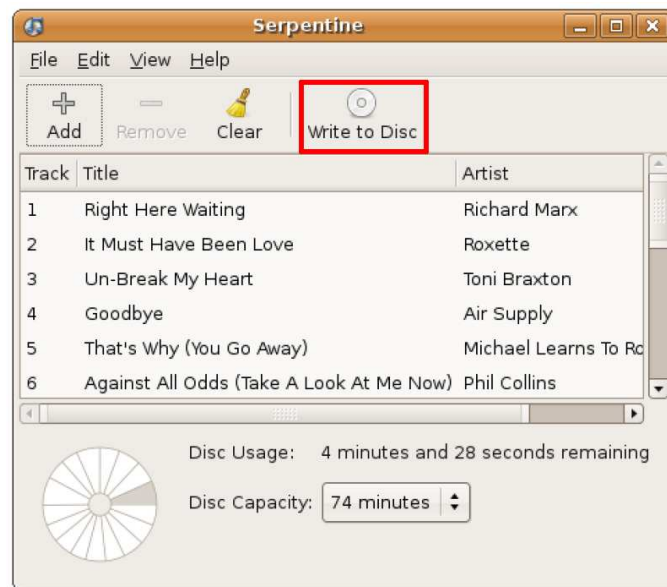 Serpentine
File Edit View Help
Add Remove Clear Write to Disc
Track Title Artist
1 Right Here Waiting Richard Marx
2 It Must Have Been Love Roxette
3 Un-Break My Heart Toni Braxton
4 Goodbye Air Supply
5 That's Why (You Go Away) Michael Learns To Ro
6 Against All Odds (Take A Look At Me Now) Phil Collins
Disc Usage: 4 minutes and 28 seconds remaining
Disc Capacity: 74 minutes